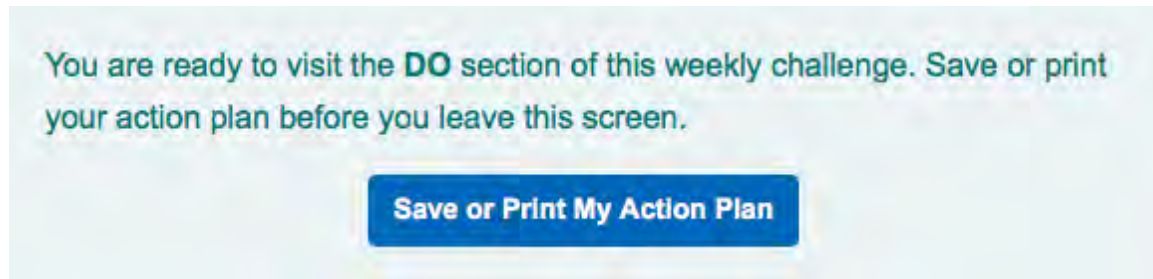 You are ready to visit the DO section of this weekly challenge. Save or print
your action plan before you leave this screen.
Save or Print My Action Plan